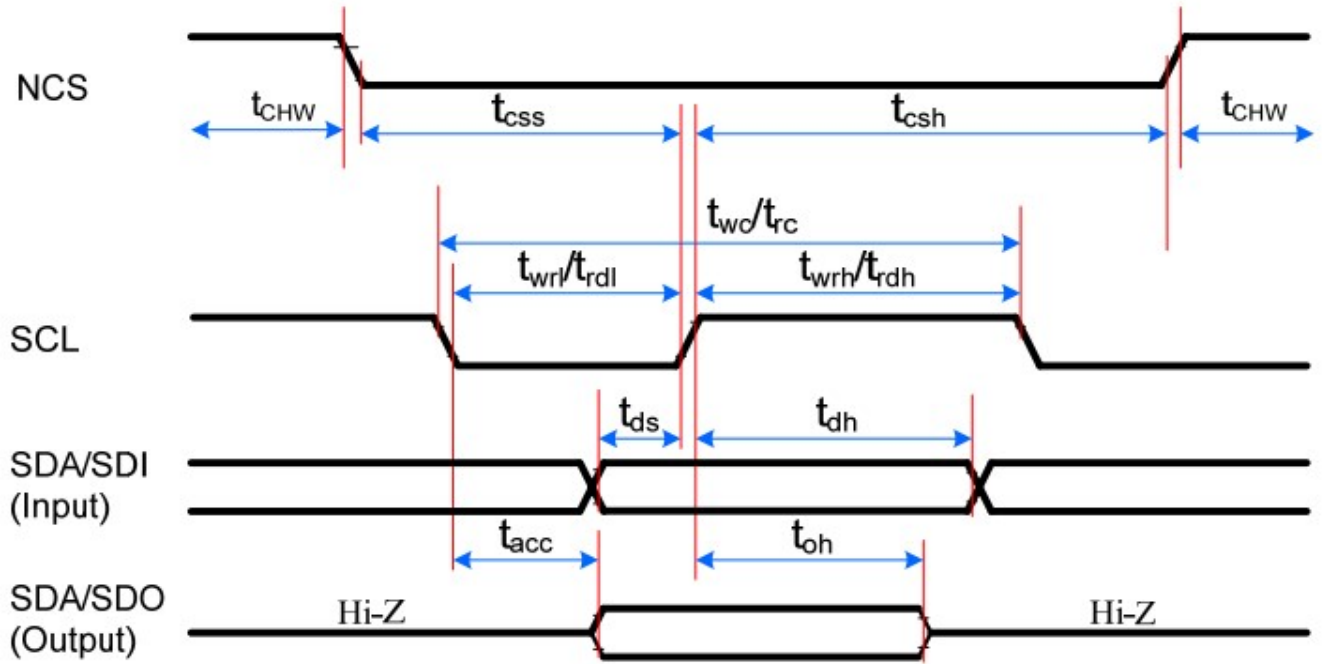 NCS
tCHW
tcss
tcsh
tCHW
twc/trc
twrl/trdl
twrh/trdh
SCL
tds
tdh
SDA/SDI
(Input)
tacc
toh
SDA/SDO
(Output)
Hi-Z
Hi-Z